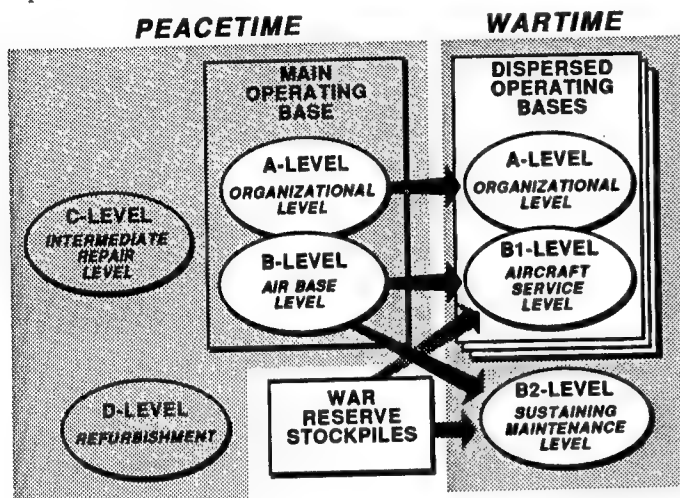 PEACETIME
WARTIME
MAIN
OPERATING
BASE
DISPERSED
OPERATING
BASES
A-LEVEL
ORGANIZATIONAL
LEVEL
A-LEVEL
ORGANIZATIONAL
LEVEL
C-LEVEL
INTERMEDIATE
REPAIR
LEVEL
B-LEVEL
AIR BASE
LEVEL
B1-LEVEL
AIRCRAFT
SERVICE
LEVEL
D-LEVEL
REFURBISHMENT
WAR
RESERVE
STOCKPILES
B2-LEVEL
SUSTAINING
MAINTENANCE
LEVEL